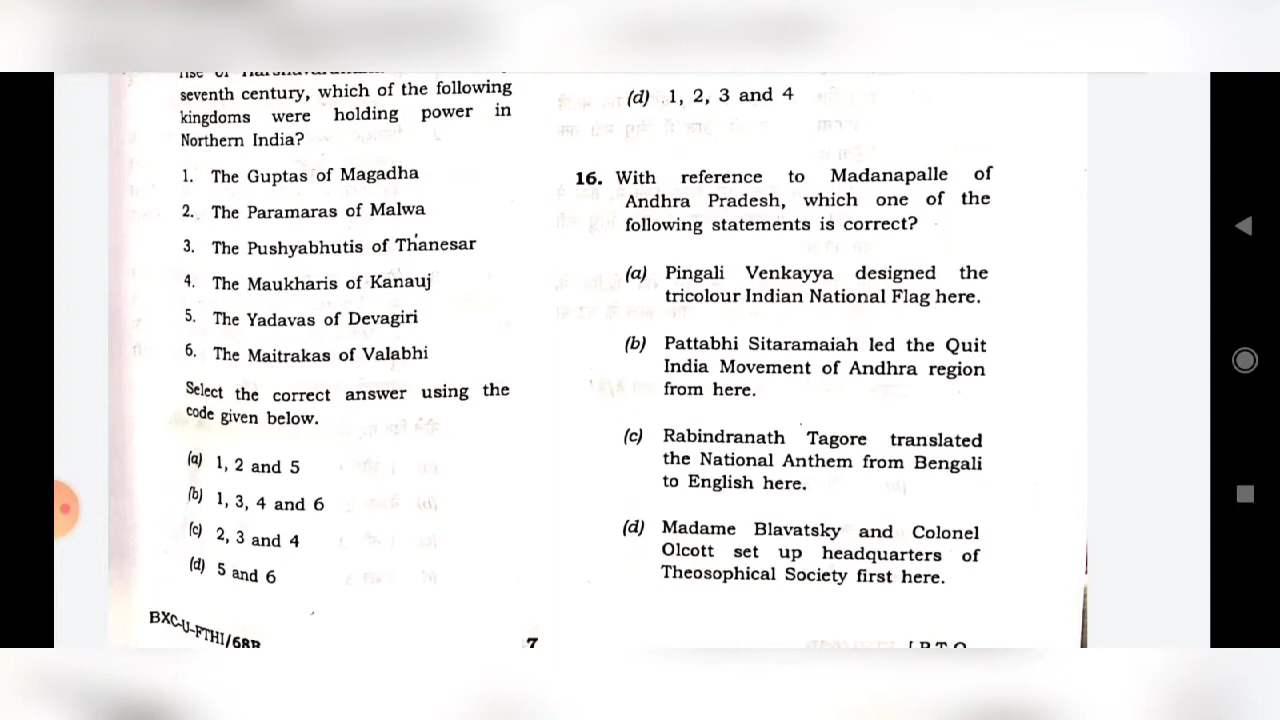 seventh century, which of the following
kingdoms were holding power in
Northern India?
1. The Guptas of Magadha
2. The Paramaras of Malwa
3. The Pushyabhutis of Thanesar
4. The Maukharis of Kanauj
5. The Yadavas of Devagiri
6. The Maitrakas of Valabhi
Select the correct answer using the
code given below.
(a) 1, 2 and 5
(b) 1, 3, 4 and 6
(c) 2, 3 and 4
(d) 5 and 6
BXC-U-FTHI/68B
7
(d) 1, 2, 3 and 4
16. With reference to Madanapalle of
Andhra Pradesh, which one of the
following statements is correct?
(a) Pingali Venkayya designed the
tricolour Indian National Flag here.
(b) Pattabhi Sitaramaiah led the Quit
India Movement of Andhra region
from here.
(c) Rabindranath Tagore translated
the National Anthem from Bengali
to English here.
(d) Madame Blavatsky and Colonel
Olcott set up headquarters of
Theosophical Society first here.